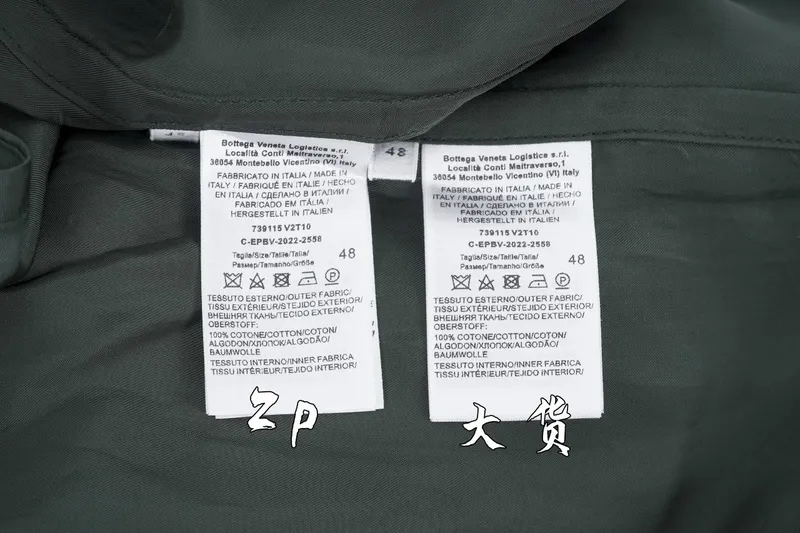 Bottega Veneta Logistics s.r.l.
Località Conti Maltraverso,1
36054 Montebello Vicentino (VI) Italy
FABBRICATO IN ITALIA / MADE IN
ITALY / FABRIQUÉ EN ITALIE / HECHO
EN ITALIA / СДЕЛАНО В ИТАЛИИ /
FABRICADO EM ITÁLIA /
HERGESTELLT IN ITALIEN
739115 V2T10
C-EPBV-2022-2558
Taglia/Size/Taille/Talla/
Размер/Tamanho/Größe
48
TESSUTO ESTERNO/OUTER FABRIC/
TISSU EXTÉRIEUR/TEJIDO EXTERIOR/
ВНЕШНЯЯ ТКАНЬ/TECIDO EXTERIOR/
OBERSTOFF:
100% COTONE/COTTON/COTON/
ALGODÓN/ХЛОПОК/ALGODÃO/
BAUMWOLLE
TESSUTO INTERNO/INNER FABRIC/
TISSU INTÉRIEUR/TEJIDO INTERIOR/
Zp
48
Bottega Veneta Logistics s.r.l.
Località Conti Maltraverso,1
36054 Montebello Vicentino (VI) Italy
FABBRICATO IN ITALIA / MADE IN
ITALY / FABRIQUÉ EN ITALIE / HECHO
EN ITALIA / СДЕЛАНО В ИТАЛИИ /
FABRICADO EM ITÁLIA /
HERGESTELLT IN ITALIEN
739115 V2T10
C-EPBV-2022-2558
Taglia/Size/Taille/Talla/
Размер/Tamanho/Größe
48
TESSUTO ESTERNO/OUTER FABRIC/
TISSU EXTÉRIEUR/TEJIDO EXTERIOR/
ВНЕШНЯЯ ТКАНЬ/TECIDO EXTERIOR/
OBERSTOFF:
100% COTONE/COTTON/COTON/
ALGODÓN/ХЛОПОК/ALGODÃO/
BAUMWOLLE
TESSUTO INTERNO/INNER FABRIC/
TISSU INTÉRIEUR/TEJIDO INTERIOR/
大货